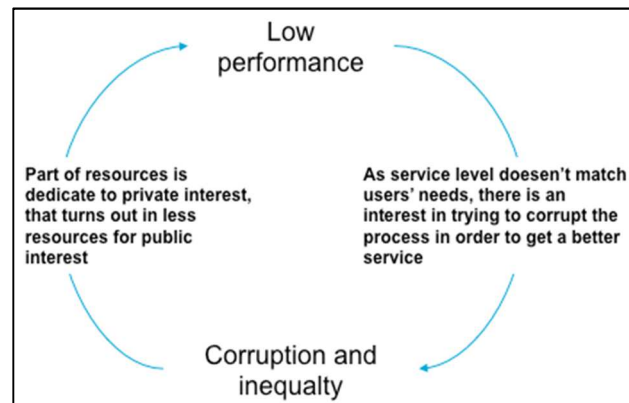 Low
performance
Part of resources is
dedicate to private interest,
that turns out in less
resources for public
interest
As service level doesen't match
users' needs, there is an
interest in trying to corrupt the
process in order to get a better
service
Corruption and
inequalty